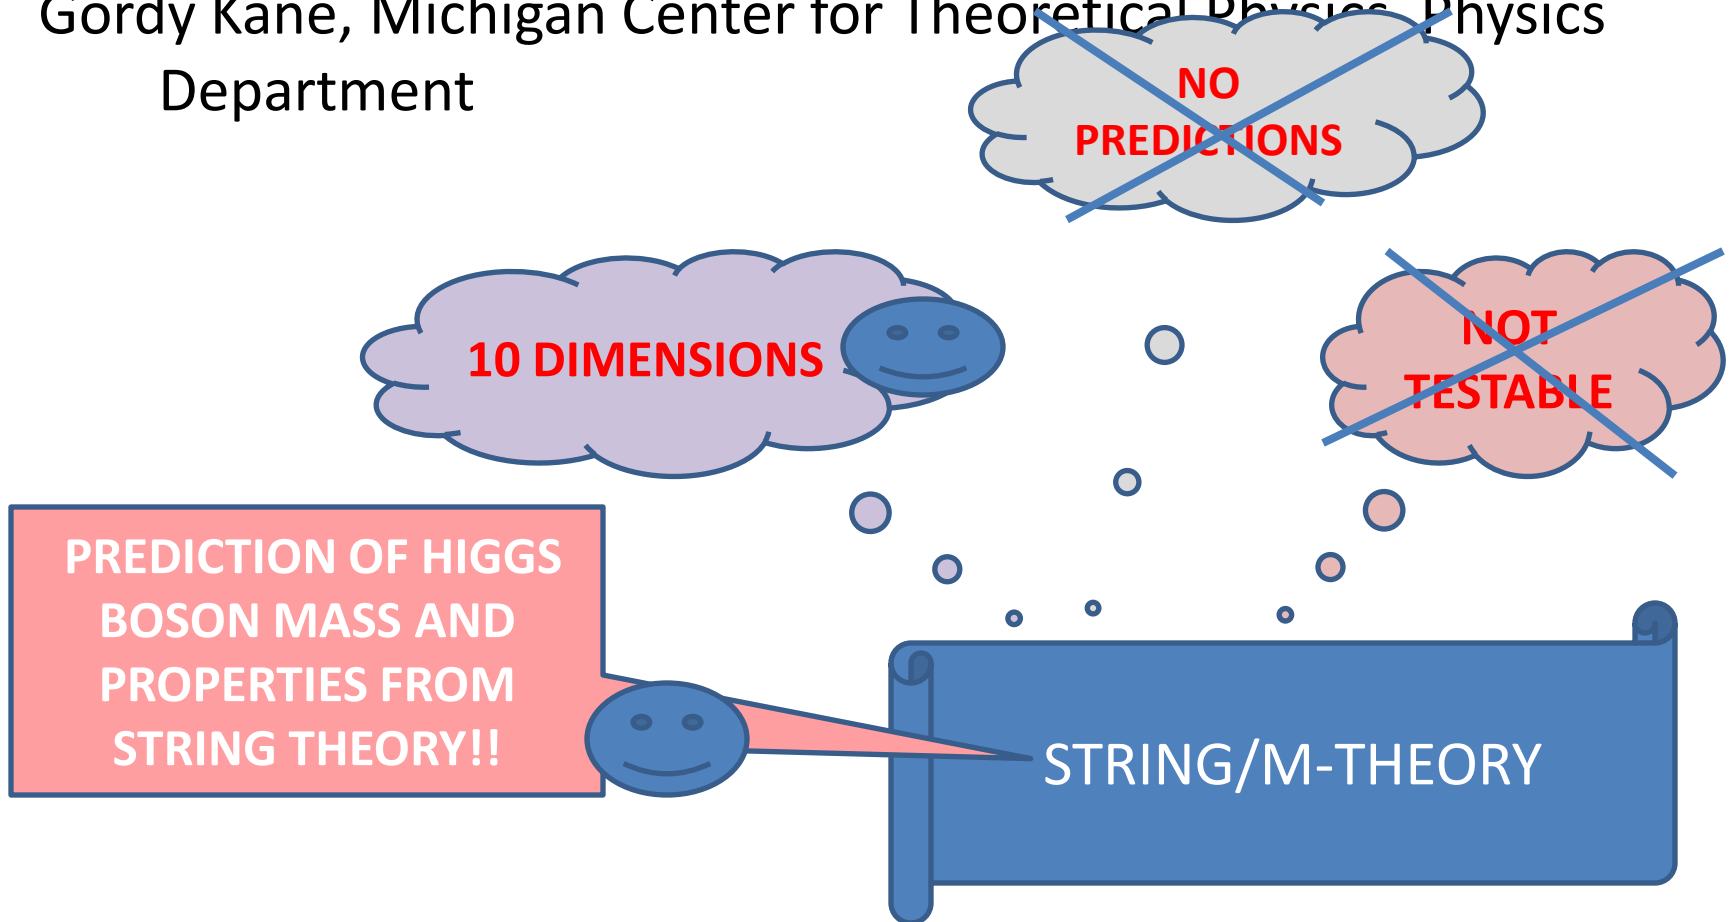 Gordy Kane, Michigan Center for Theoretical Physics, Physics
Department
NO
PREDICTIONS
10 DIMENSIONS
NOT
TESTABLE
PREDICTION OF HIGGS
BOSON MASS AND
PROPERTIES FROM
STRING THEORY!!
STRING/M-THEORY